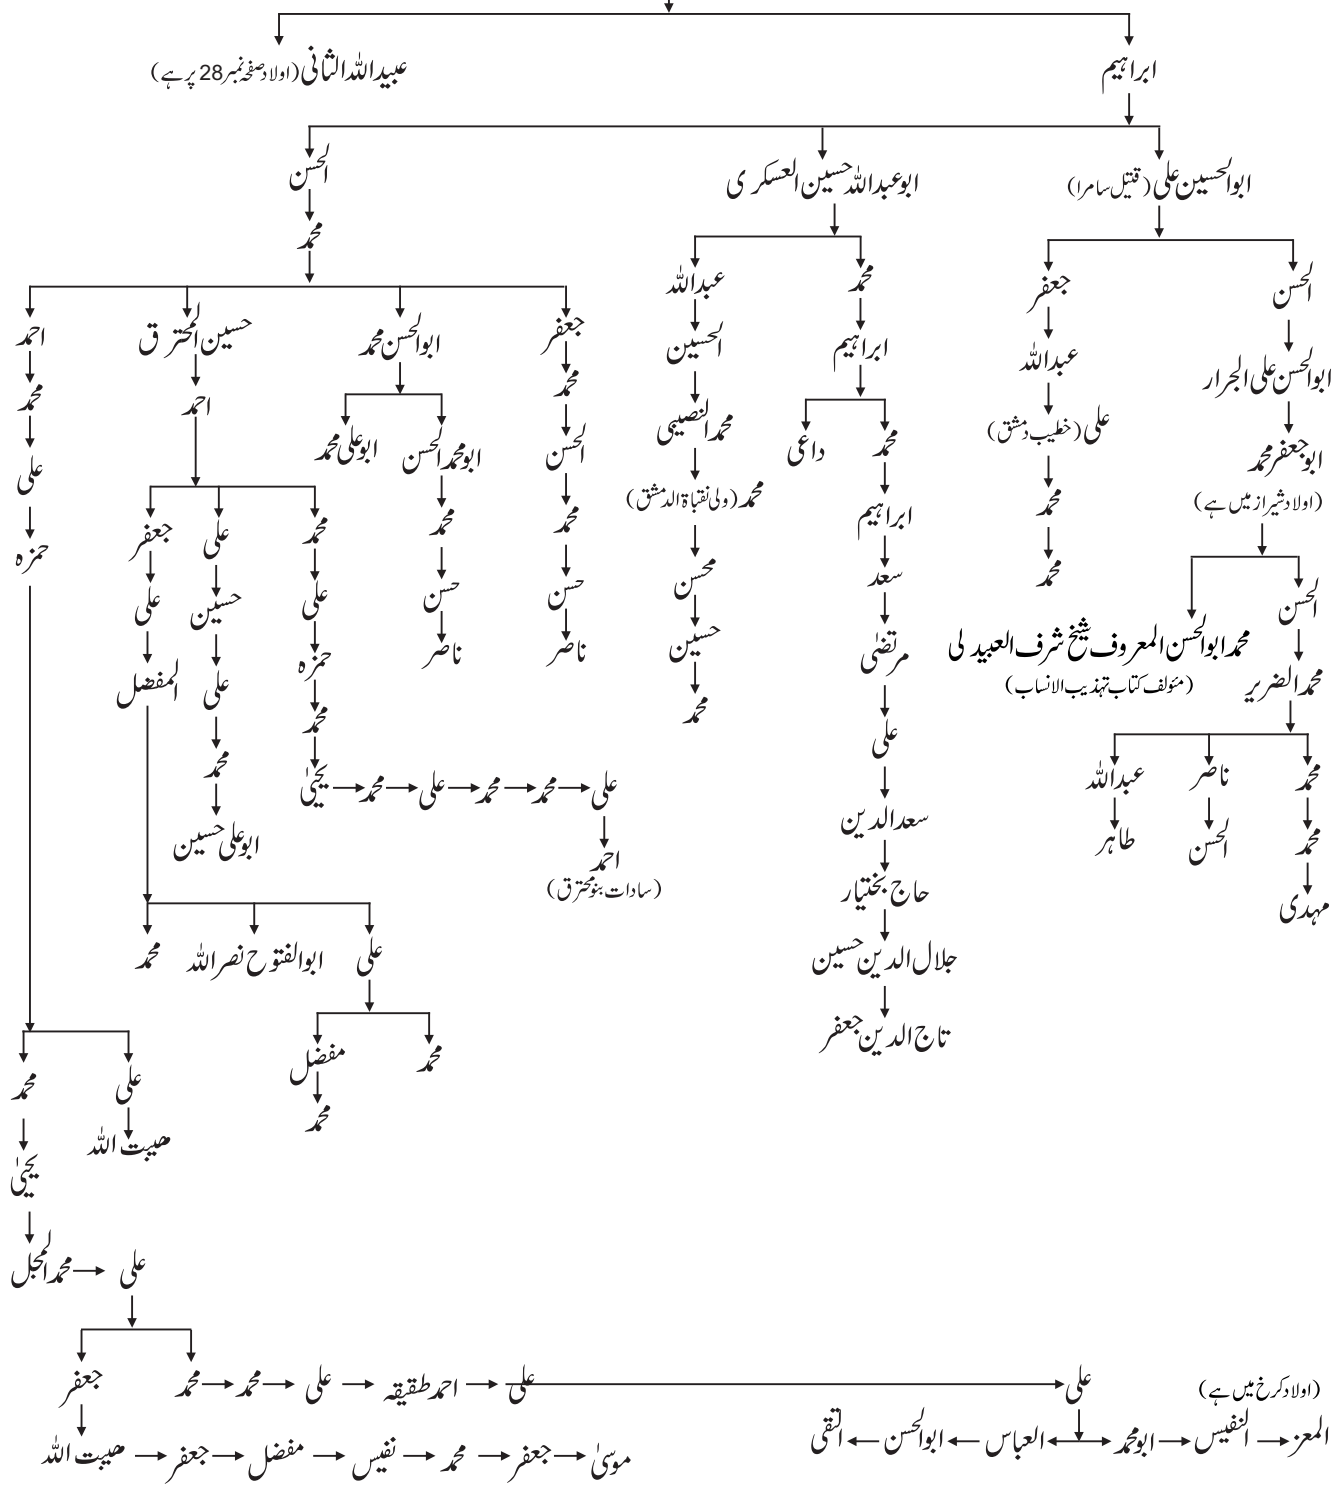 ابراہیم عبیداللہ الثانی (اولاد صفحہ نمبر 28 پر ہے)
ابوالحسین علی (قتیل سامرا) ابوعبداللہ حسین العسکری الحسن
محمد
الحسن جعفر محمد عبداللہ
جعفر ابوالحسن محمد حسین المحترق احمد
ابوالحسن علی الجرار عبداللہ ابراہیم الحسین محمد احمد محمد
ابوجعفر محمد علی (خطیب دمشق) محمد داعی محمد النصیبی الحسن ابومحمد الحسن ابوعلی محمد علی
(اولاد شیراز میں ہے) محمد ابراہیم محمد (ولی نقباۃ الدمشق) محمد محمد محمد علی جعفر حمزہ
الحسن محمد سعد محسن حسن حسن علی حسین علی
محمد ابوالحسن المعروف شیخ شرف العبیدلی مرتضیٰ حسین ناصر ناصر حمزہ
محمد الضریر (مئولف کتاب تہذیب الانساب) محمد محمد علی المفضل
محمد ناصر عبداللہ علی علی محمد محمد علی محمد یحییٰ محمد
محمد الحسن طاہر سعدالدین احمد ابوعلی حسین
مہدی حاج بختیار (سادات بنومحترق)
جلال الدین حسین علی ابوالفتوح نصراللہ محمد
تاج الدین جعفر محمد مفضل
علی محمد
محمد
ھیبت اللہ
یحییٰ
علی محمد المجل
(اولاد کرخ میں ہے) علی علی احمد طقیقہ علی محمد محمد جعفر
المعز النفیس ابومحمد العباس ابوالحسن التقی موسیٰ جعفر محمد نفیس مفضل جعفر ھیبت اللہ